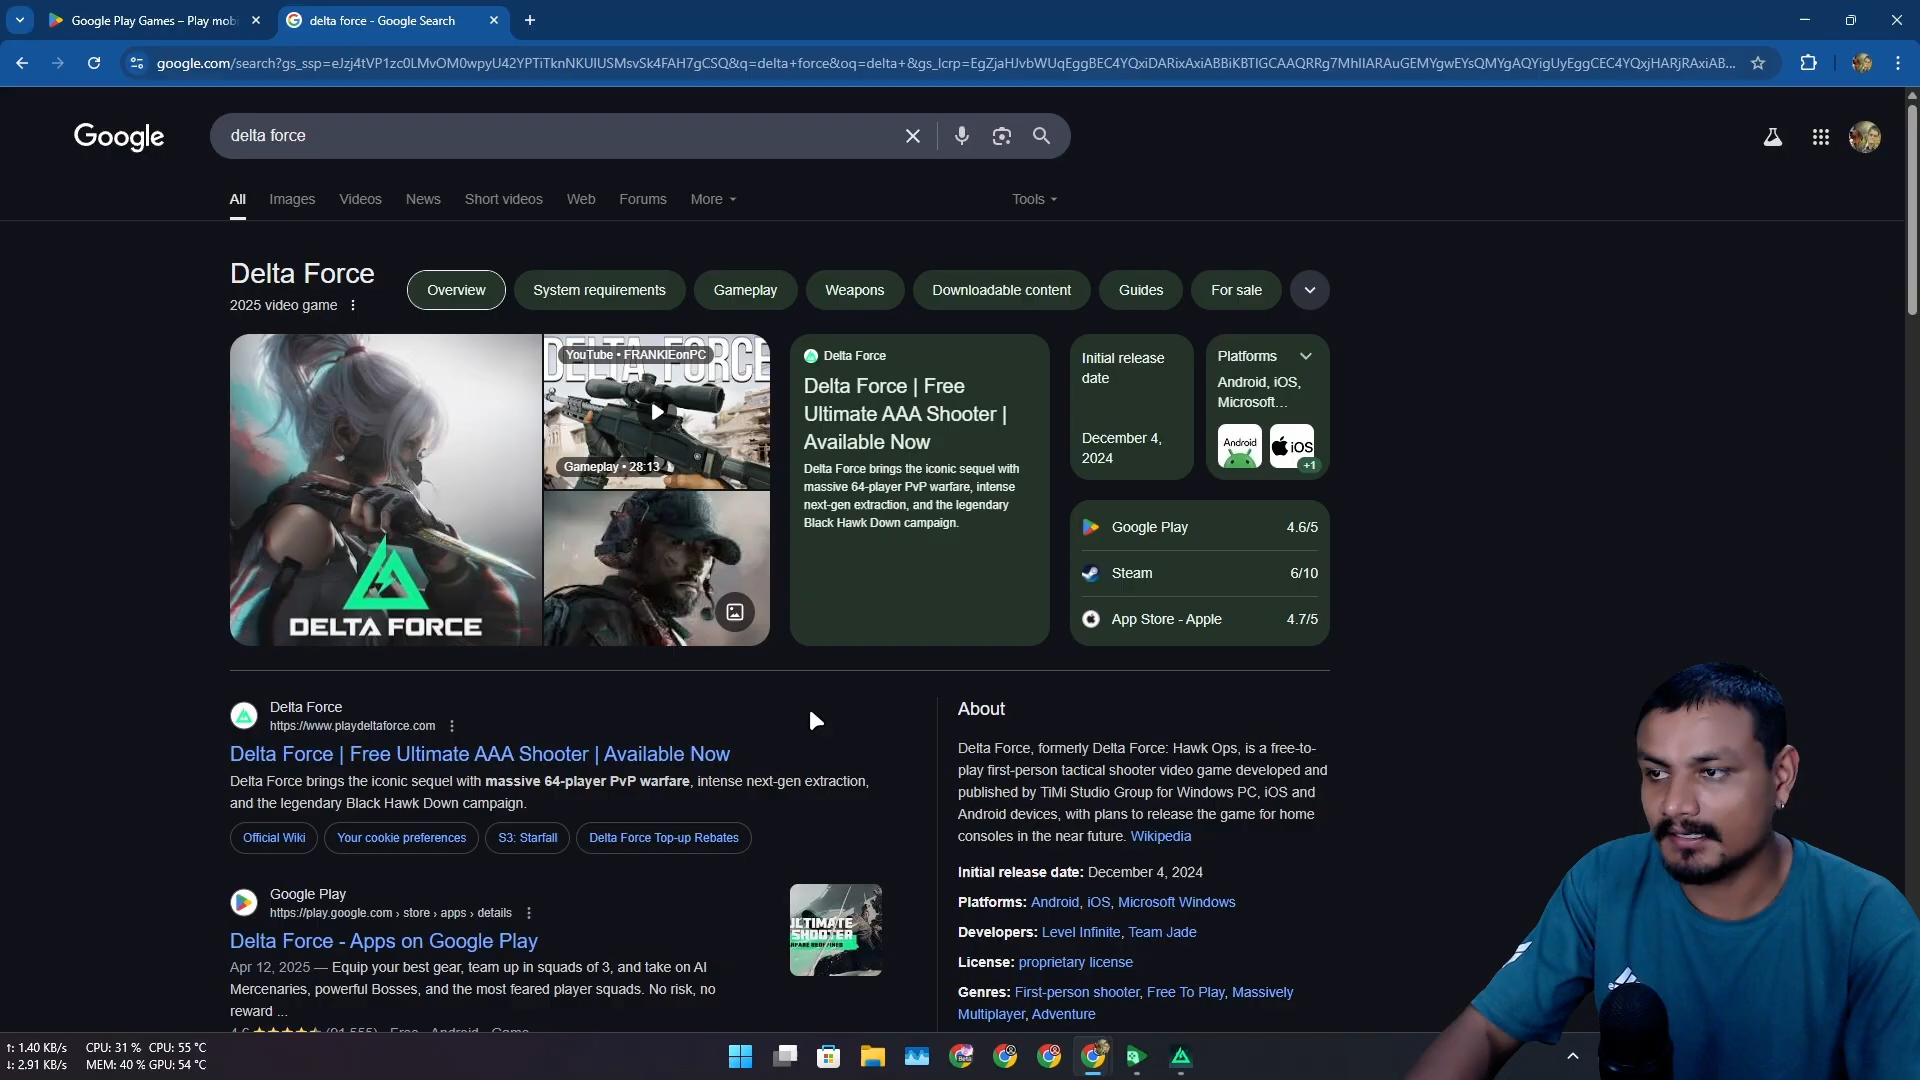 Google Play Games – Play mob
delta force - Google Search
google.com/search?gs_ssp=eJzj4tVP1zc0LMvOM0wpyU42YPTiTknNKUlUSMsvSk4FAH7gCSQ&q=delta+force&oq=delta+&gs_lcrp=EgZjaHJvbWUqEggBEC4YQxiDARixAxiABBiKBTIGCAAQRRg7MhIIARAuGEMYgwEYsQMYgAQYigUyEggCEC4YQxjHARjRAxiAB...
Google
delta force
All
Images
Videos
News
Short videos
Web
Forums
More
Tools
Delta Force
2025 video game
Overview
System requirements
Gameplay
Weapons
Downloadable content
Guides
For sale
DELTA FORCE
YouTube • FRANKIEonPC
DELTA FORCE
Gameplay • 28:13
Delta Force
Delta Force | Free
Ultimate AAA Shooter |
Available Now
Delta Force brings the iconic sequel with
massive 64-player PvP warfare, intense
next-gen extraction, and the legendary
Black Hawk Down campaign.
Initial release
date
December 4,
2024
Platforms
Android, iOS,
Microsoft...
Android
iOS
+1
Google Play 4.6/5
Steam 6/10
App Store - Apple 4.7/5
Delta Force
https://www.playdeltaforce.com
Delta Force | Free Ultimate AAA Shooter | Available Now
Delta Force brings the iconic sequel with massive 64-player PvP warfare, intense next-gen extraction,
and the legendary Black Hawk Down campaign.
Official Wiki
Your cookie preferences
S3: Starfall
Delta Force Top-up Rebates
Google Play
https://play.google.com › store › apps › details
Delta Force - Apps on Google Play
Apr 12, 2025 — Equip your best gear, team up in squads of 3, and take on AI
Mercenaries, powerful Bosses, and the most feared player squads. No risk, no
reward ...
4.6 (91,555) Free Android Game
ULTIMATE
SHOOTER
About
Delta Force, formerly Delta Force: Hawk Ops, is a free-to-
play first-person tactical shooter video game developed and
published by TiMi Studio Group for Windows PC, iOS and
Android devices, with plans to release the game for home
consoles in the near future. Wikipedia
Initial release date: December 4, 2024
Platforms: Android, iOS, Microsoft Windows
Developers: Level Infinite, Team Jade
License: proprietary license
Genres: First-person shooter, Free To Play, Massively
Multiplayer, Adventure
↑: 1.40 KB/s CPU: 31 % CPU: 55 °C
↓: 2.91 KB/s MEM: 40 % GPU: 54 °C
Beta